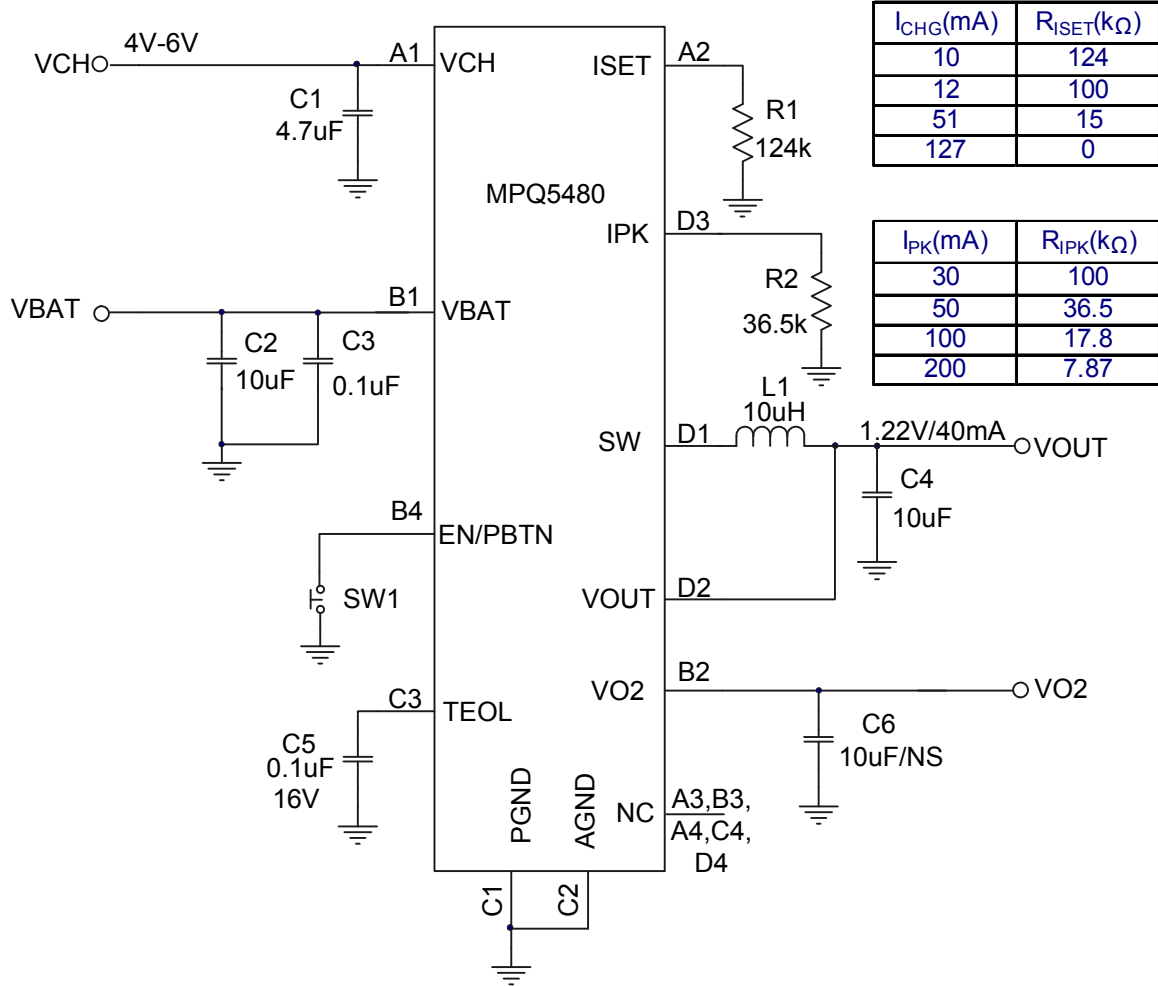 VCH
4V-6V
A1
VCH
C1
4.7uF
MPQ5480
ISET
A2
R1
124k
IPK
D3
R2
36.5k
VBAT
B1
VBAT
C2
10uF
C3
0.1uF
SW
D1
L1
10uH
1.22V/40mA
VOUT
C4
10uF
B4
EN/PBTN
SW1
VOUT
D2
VO2
B2
VO2
C6
10uF/NS
C3
TEOL
C5
0.1uF
16V
PGND
AGND
NC
A3,B3,
A4,C4,
D4
C1
C2
I_CHG(mA) R_ISET(kΩ)
10 124
12 100
51 15
127 0
I_PK(mA) R_IPK(kΩ)
30 100
50 36.5
100 17.8
200 7.87